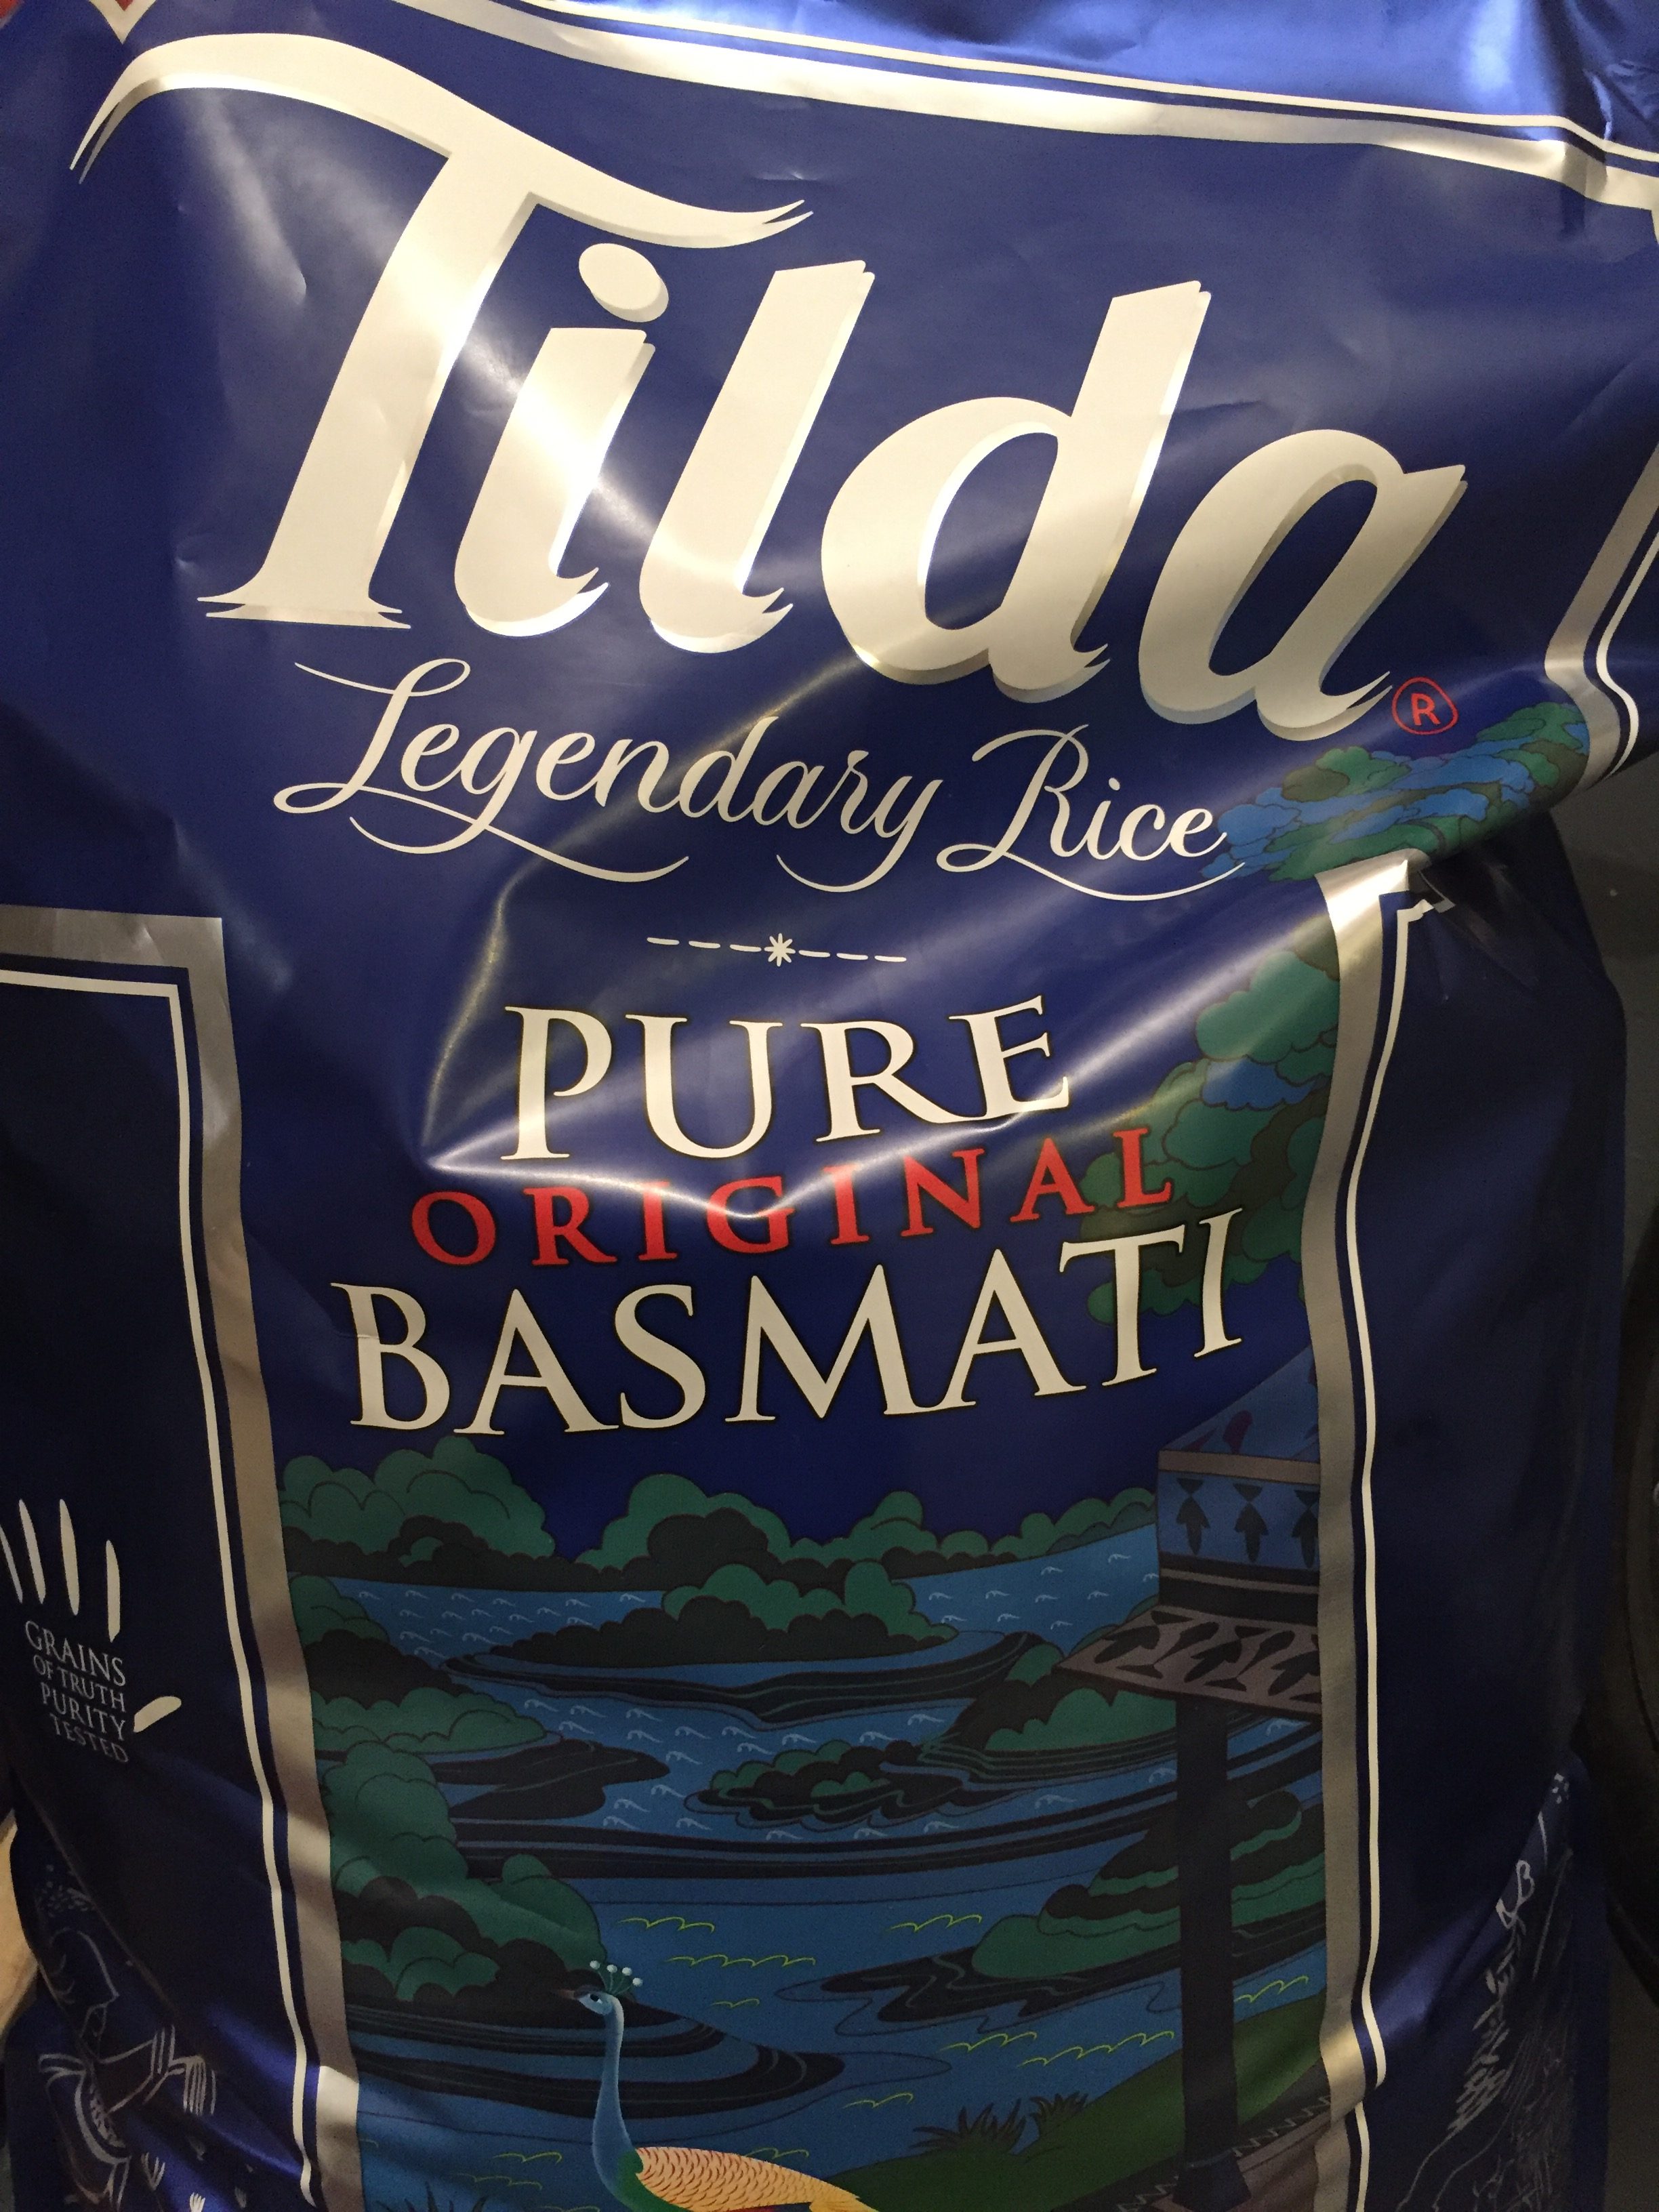 Tilda
®
Legendary Rice
PURE
ORIGINAL
BASMATI
GRAINS
OF TRUTH
PURITY
TESTED